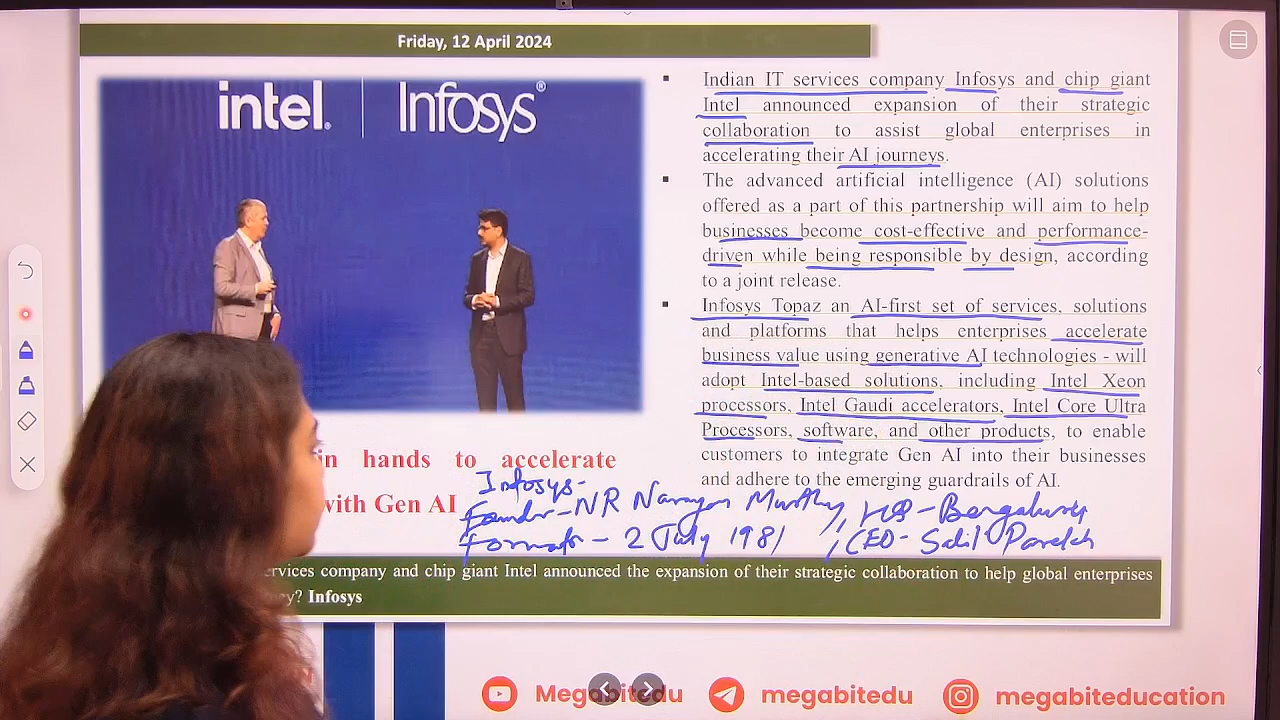 Friday, 12 April 2024
intel. | Infosys®
▪ Indian IT services company Infosys and chip giant
Intel announced expansion of their strategic
collaboration to assist global enterprises in
accelerating their AI journeys.
▪ The advanced artificial intelligence (AI) solutions
offered as a part of this partnership will aim to help
businesses become cost-effective and performance-
driven while being responsible by design, according
to a joint release.
▪ Infosys Topaz an AI-first set of services, solutions
and platforms that helps enterprises accelerate
business value using generative AI technologies - will
adopt Intel-based solutions, including Intel Xeon
processors, Intel Gaudi accelerators, Intel Core Ultra
Processors, software, and other products, to enable
customers to integrate Gen AI into their businesses
and adhere to the emerging guardrails of AI.
in hands to accelerate
with Gen AI
Infosys-
Founder-NR Narayan Murthy, HQ-Bengaluru
- 2 July 1981, CEO- Salil Parekh
services company and chip giant Intel announced the expansion of their strategic collaboration to help global enterprises
? Infosys
Megabitedu
megabitedu
megabiteducation